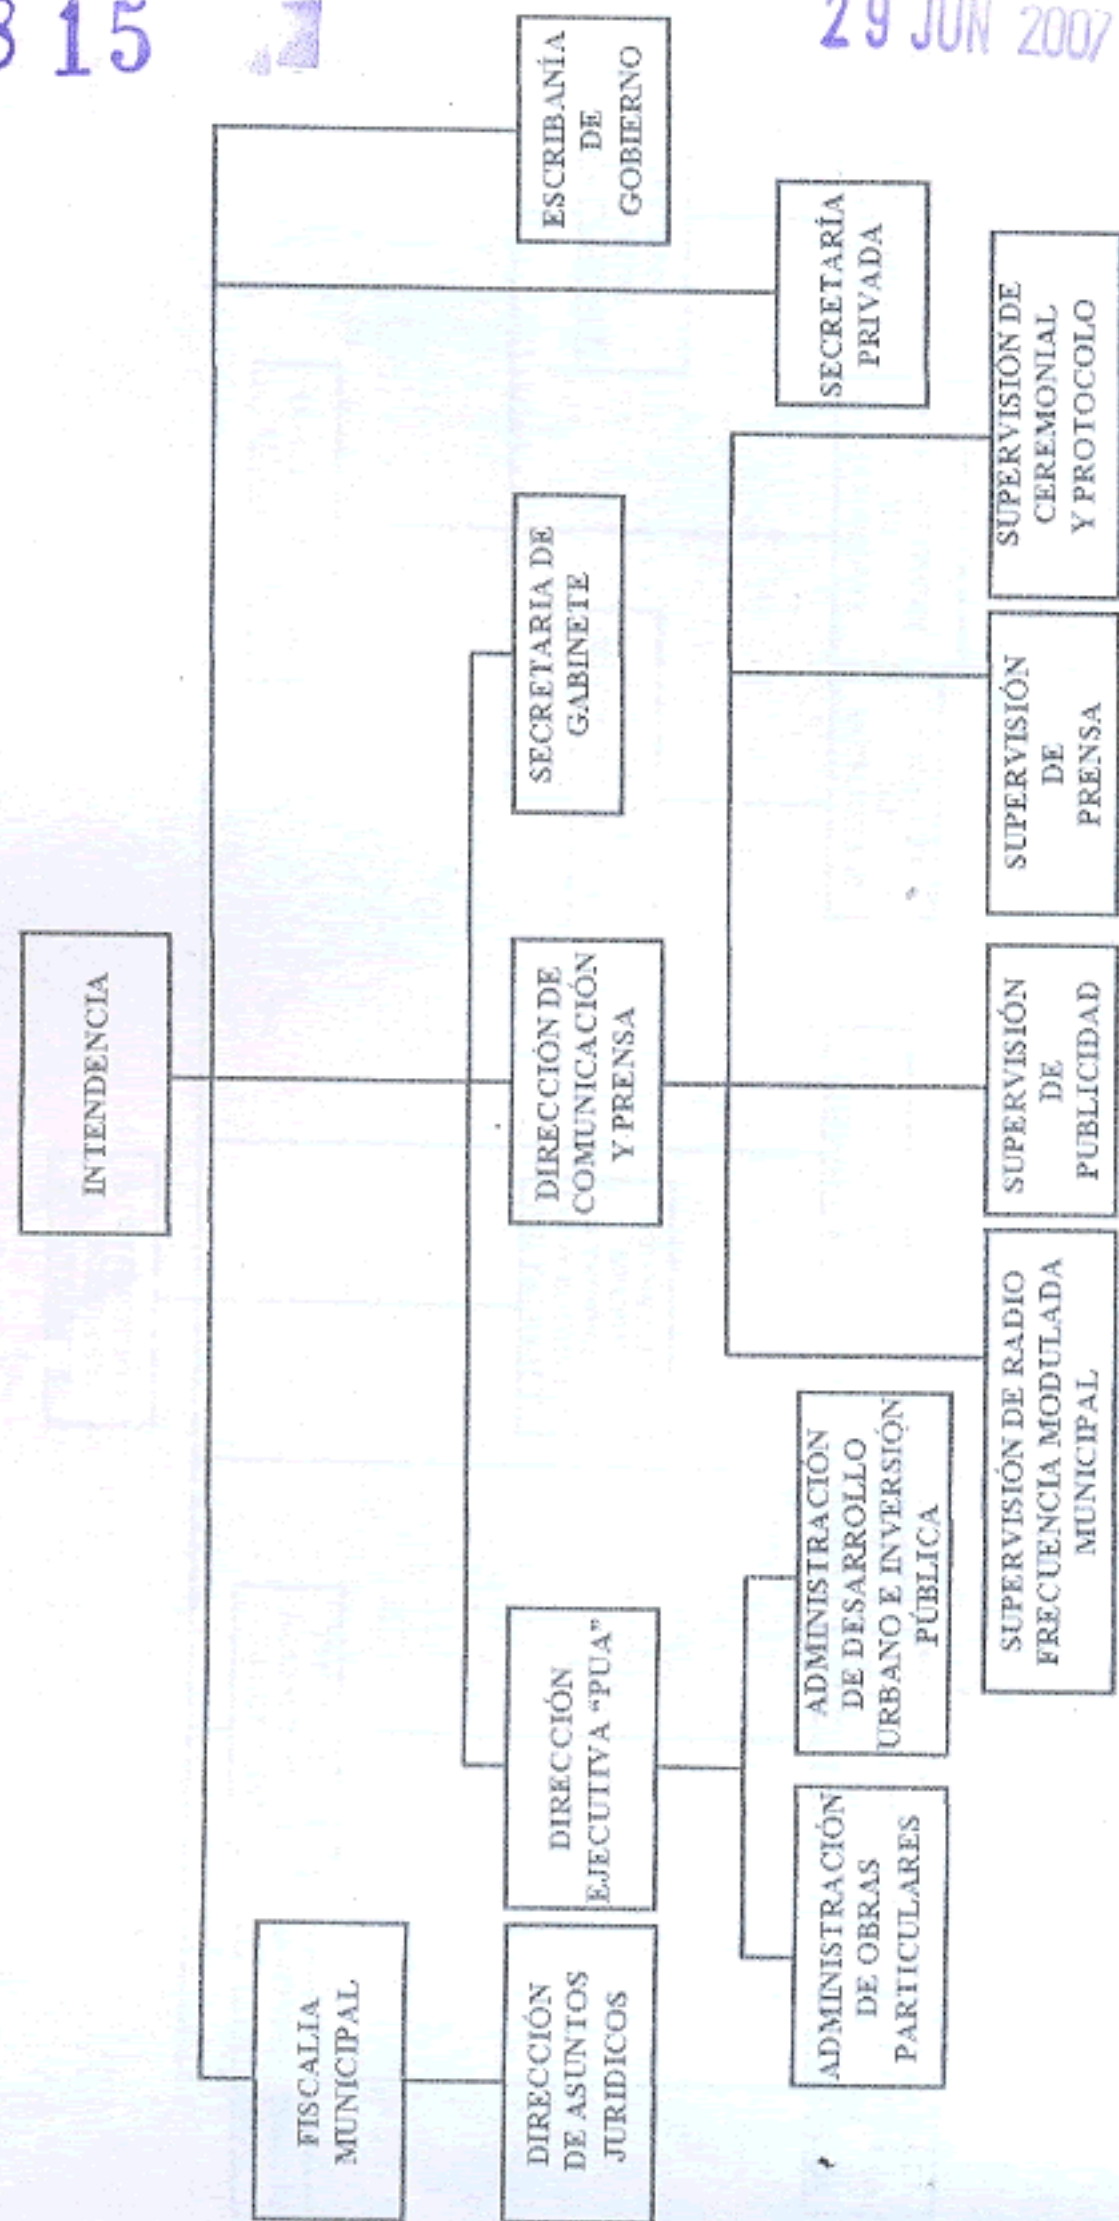 8 15
29 JUN 2007
INTENDENCIA
FISCALIA
MUNICIPAL
ESCRIBANÍA
DE
GOBIERNO
DIRECCIÓN
DE ASUNTOS
JURIDICOS
DIRECCIÓN
EJECUTIVA “PUA”
DIRECCIÓN DE
COMUNICACIÓN
Y PRENSA
SECRETARIA DE
GABINETE
SECRETARÍA
PRIVADA
ADMINISTRACIÓN
DE OBRAS
PARTICULARES
ADMINISTRACIÓN
DE DESARROLLO
URBANO E INVERSIÓN
PÚBLICA
SUPERVISIÓN DE RADIO
FRECUENCIA MODULADA
MUNICIPAL
SUPERVISIÓN
DE
PUBLICIDAD
SUPERVISIÓN
DE
PRENSA
SUPERVISIÓN DE
CEREMONIAL
Y PROTOCOLO